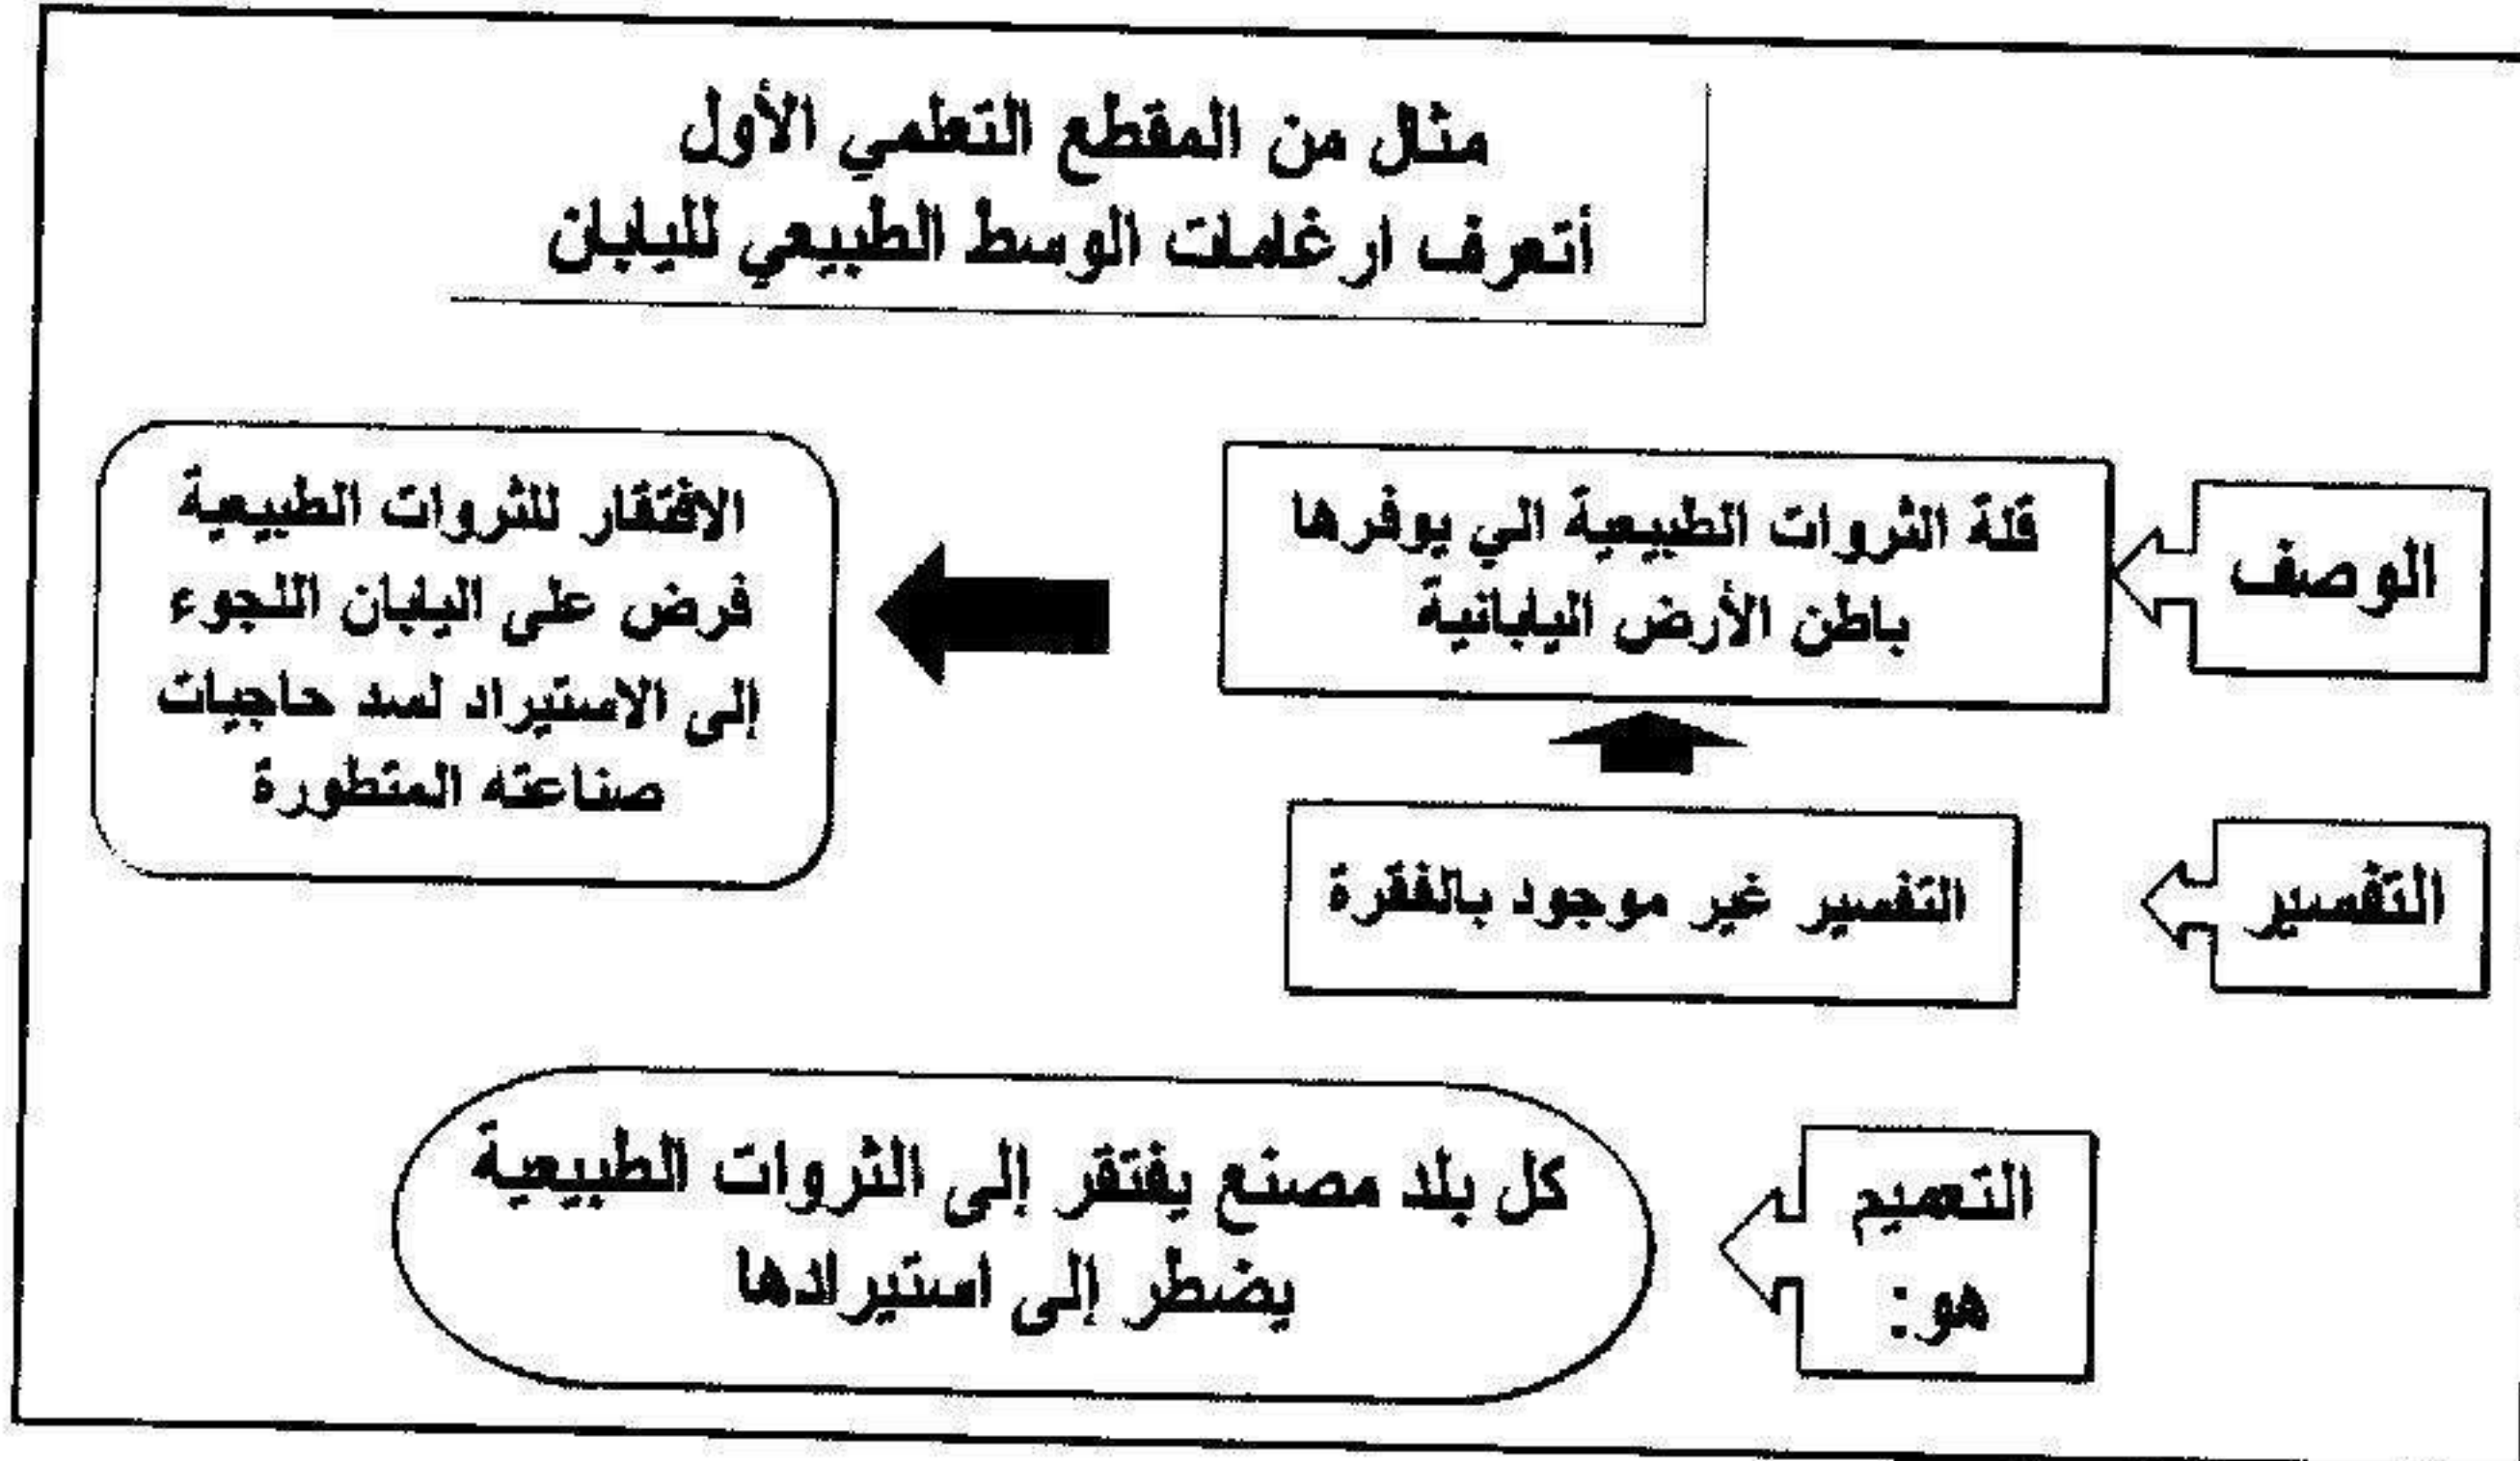 مثال من المقطع التعلمي الأول
أتعرف ارغامات الوسط الطبيعي لليابان
الوصف
قلة الثروات الطبيعية الي يوفرها
باطن الأرض اليابانية
الافتقار للثروات الطبيعية
فرض على اليابان اللجوء
إلى الاستيراد لسد حاجيات
صناعته المتطورة
التفسير
التفسير غير موجود بالفقرة
التعميم
هو:
كل بلد مصنع يفتقر إلى الثروات الطبيعية
يضطر إلى استيرادها